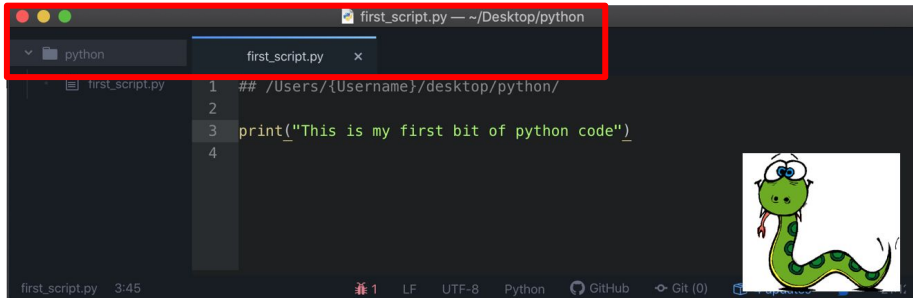 first_script.py — ~/Desktop/python
python
first_script.py
first_script.py
1 ## /Users/{Username}/desktop/python/
2
3 print("This is my first bit of python code")
4
first_script.py 3:45 1 LF UTF-8 Python GitHub Git (0)